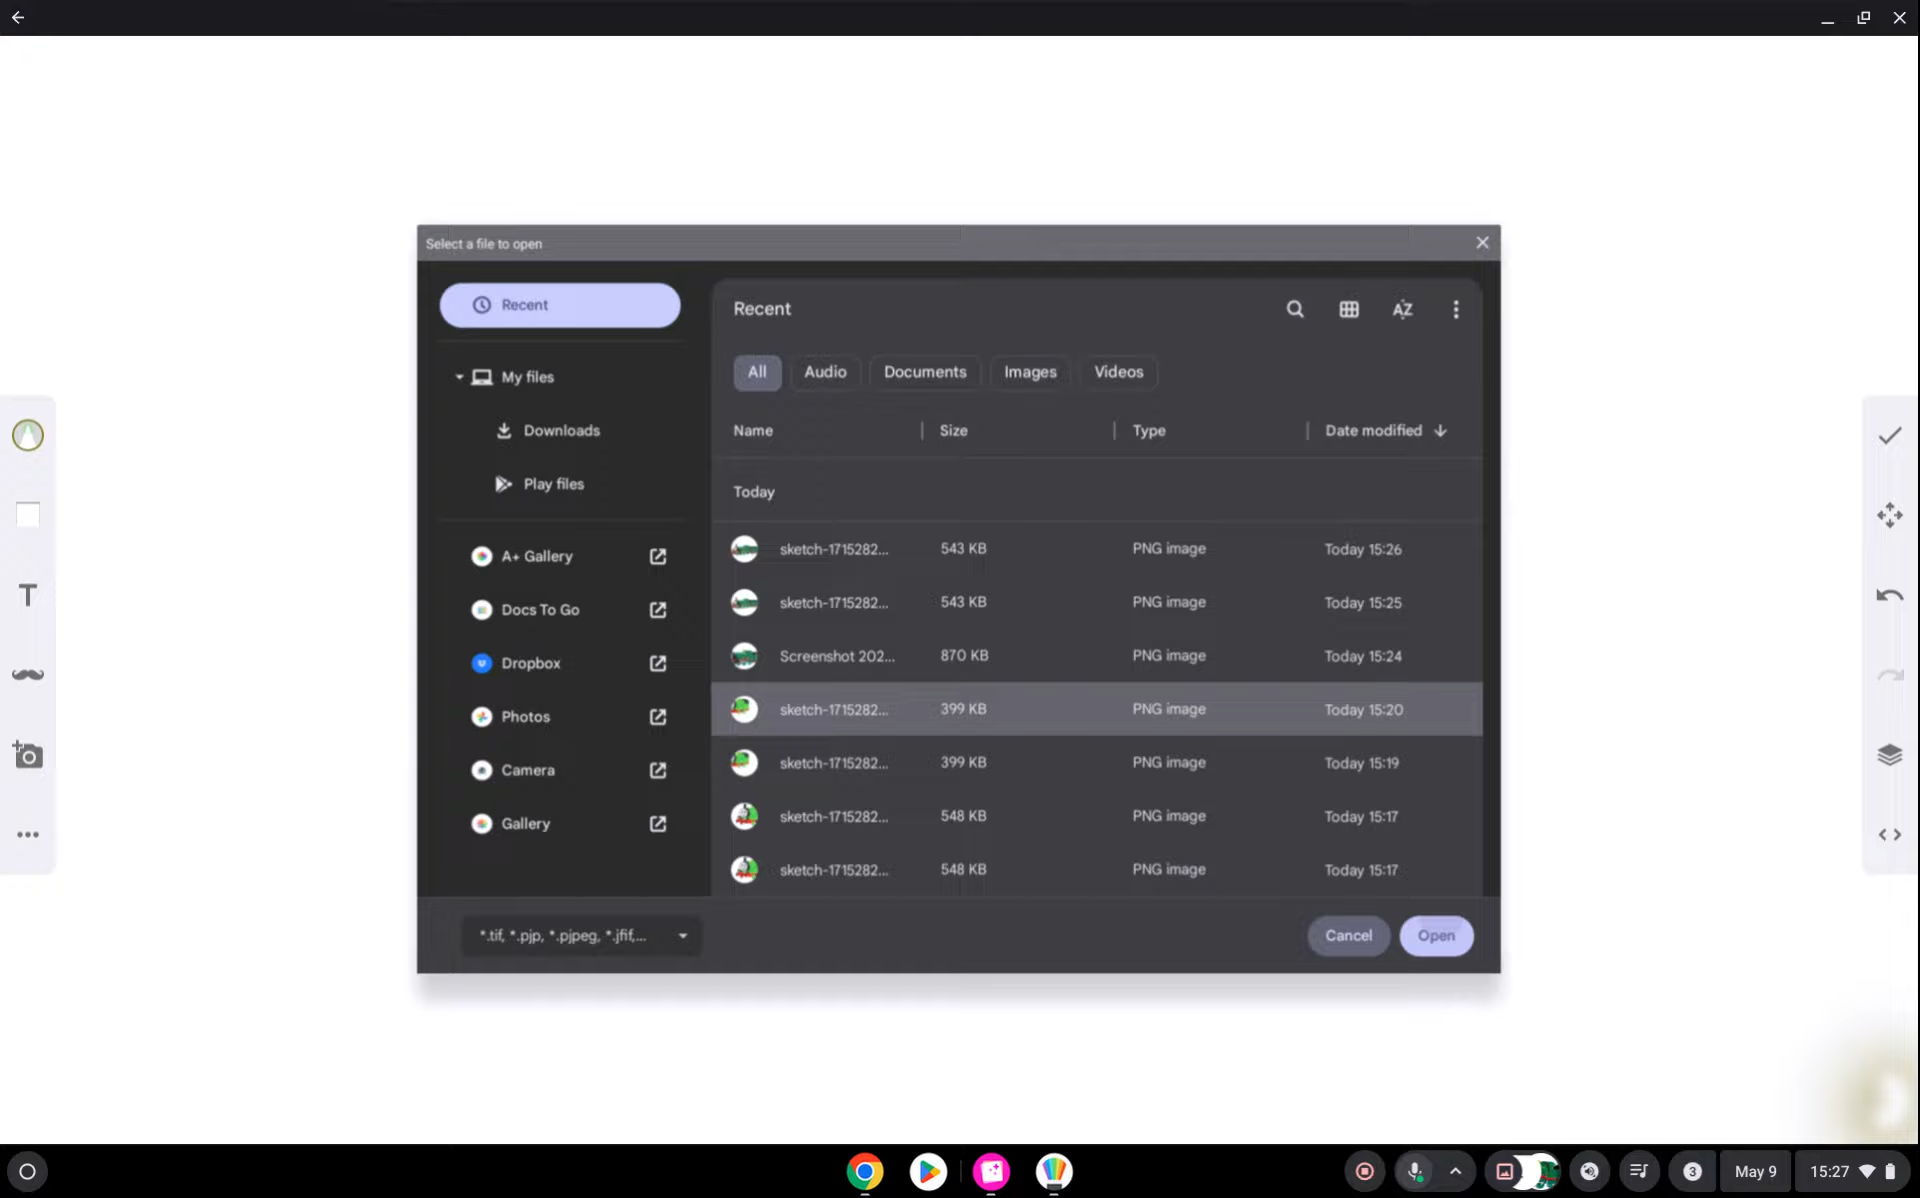 Select a file to open
Recent
My files
Downloads
Play files
A+ Gallery
Docs To Go
Dropbox
Photos
Camera
Gallery
Recent
All Audio Documents Images Videos
Name Size Type Date modified
Today
sketch-1715282... 543 KB PNG image Today 15:26
sketch-1715282... 543 KB PNG image Today 15:25
Screenshot 202... 870 KB PNG image Today 15:24
sketch-1715282... 399 KB PNG image Today 15:20
sketch-1715282... 399 KB PNG image Today 15:19
sketch-1715282... 548 KB PNG image Today 15:17
sketch-1715282... 548 KB PNG image Today 15:17
*.tif, *.pjp, *.pjpeg, *.jfif,...
Cancel Open
T
3 May 9 15:27